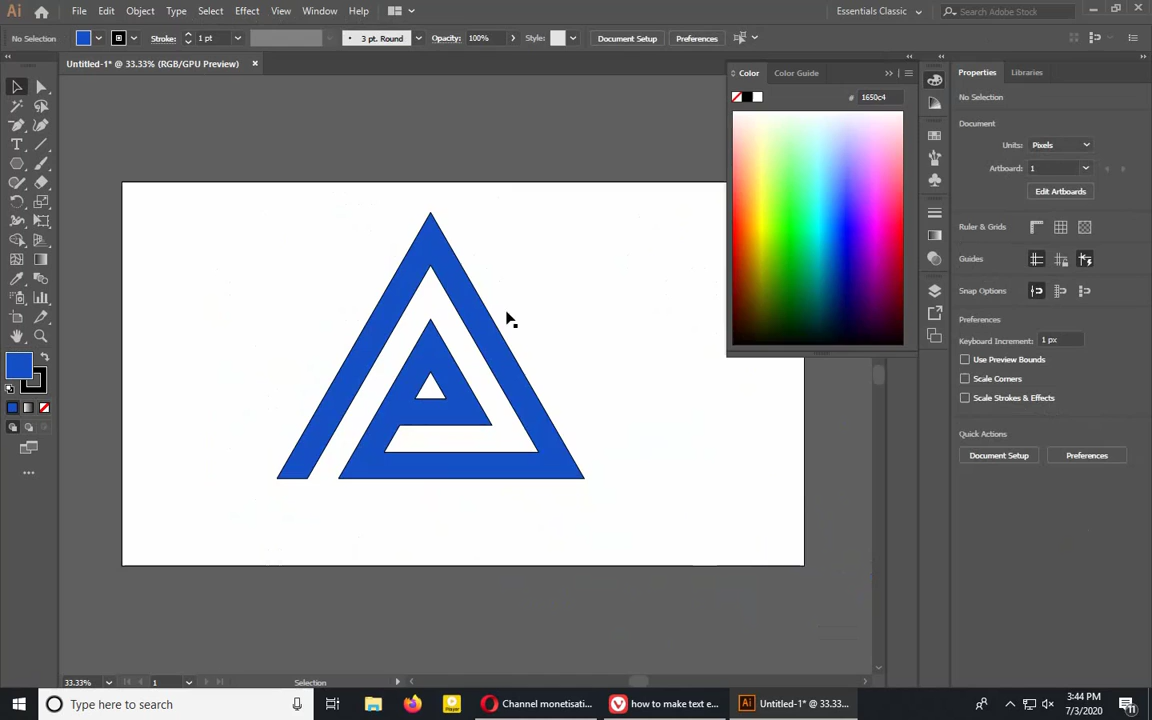 Ai File Edit Object Type Select Effect View Window Help Essentials Classic Search Adobe Stock
No Selection Stroke: 1 pt 3 pt. Round Opacity: 100% Style: Document Setup Preferences
Untitled-1* @ 33.33% (RGB/GPU Preview)
Color Color Guide
# 1650c4
Properties Libraries
No Selection
Document
Units: Pixels
Artboard: 1
Edit Artboards
Ruler & Grids
Guides
Snap Options
Preferences
Keyboard Increment: 1 px
Use Preview Bounds
Scale Corners
Scale Strokes & Effects
Quick Actions
Document Setup Preferences
33.33% 1 Selection
Type here to search Channel monetisati... how to make text e... Untitled-1* @ 33.33...
3:44 PM
7/3/2020
11